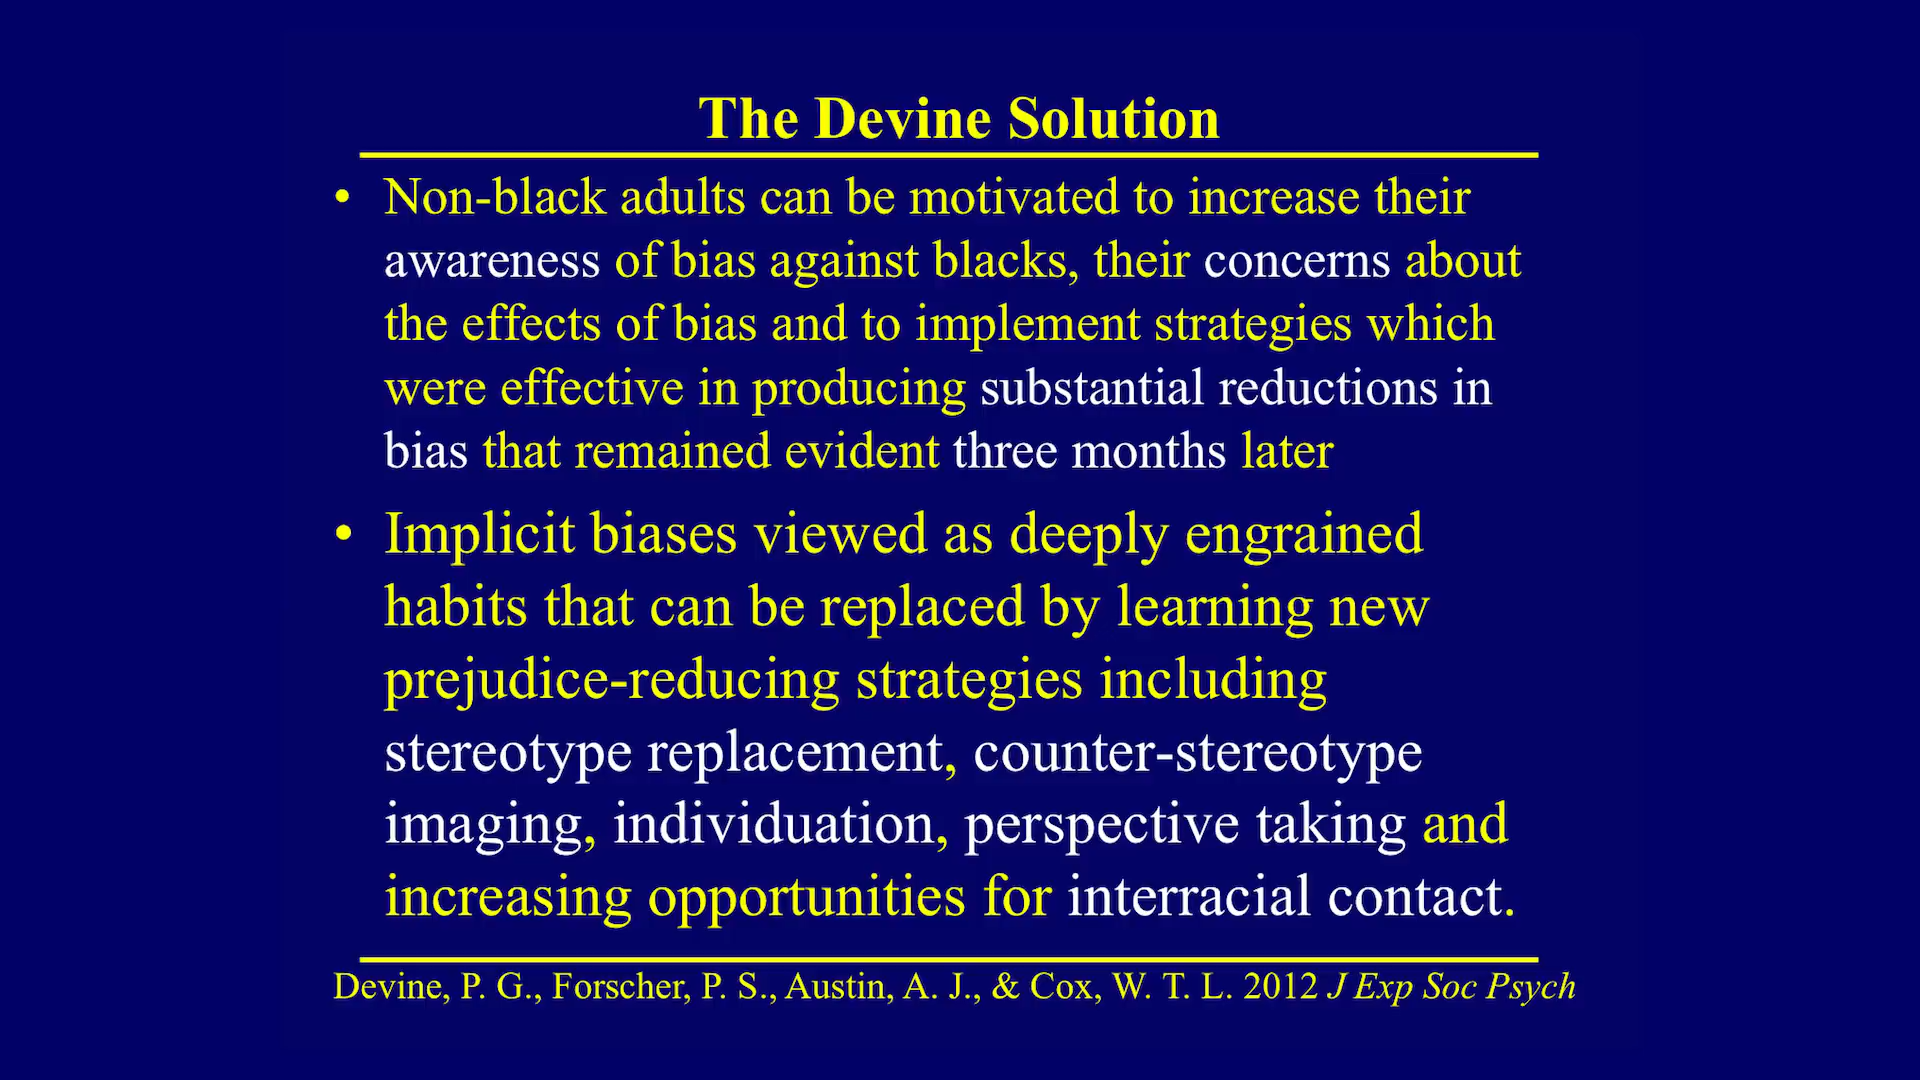 The Devine Solution
• Non-black adults can be motivated to increase their
awareness of bias against blacks, their concerns about
the effects of bias and to implement strategies which
were effective in producing substantial reductions in
bias that remained evident three months later
• Implicit biases viewed as deeply engrained
habits that can be replaced by learning new
prejudice-reducing strategies including
stereotype replacement, counter-stereotype
imaging, individuation, perspective taking and
increasing opportunities for interracial contact.
Devine, P. G., Forscher, P. S., Austin, A. J., & Cox, W. T. L. 2012 J Exp Soc Psych